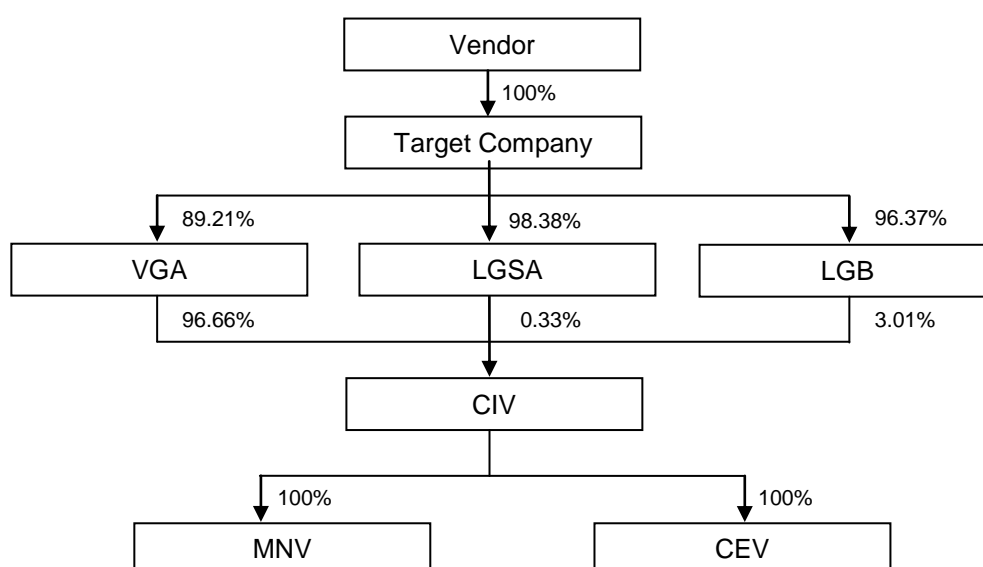 Vendor
100%
Target Company
89.21%
98.38%
96.37%
VGA
LGSA
LGB
96.66%
0.33%
3.01%
CIV
100%
100%
MNV
CEV